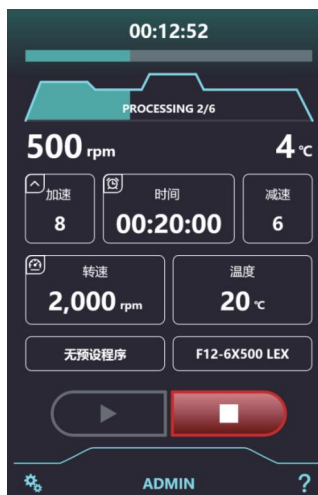 00:12:52
PROCESSING 2/6
500 rpm 4 ℃
加速 时间 减速
8 00:20:00 6
转速 温度
2,000 rpm 20 ℃
无预设程序 F12-6X500 LEX
ADMIN ?